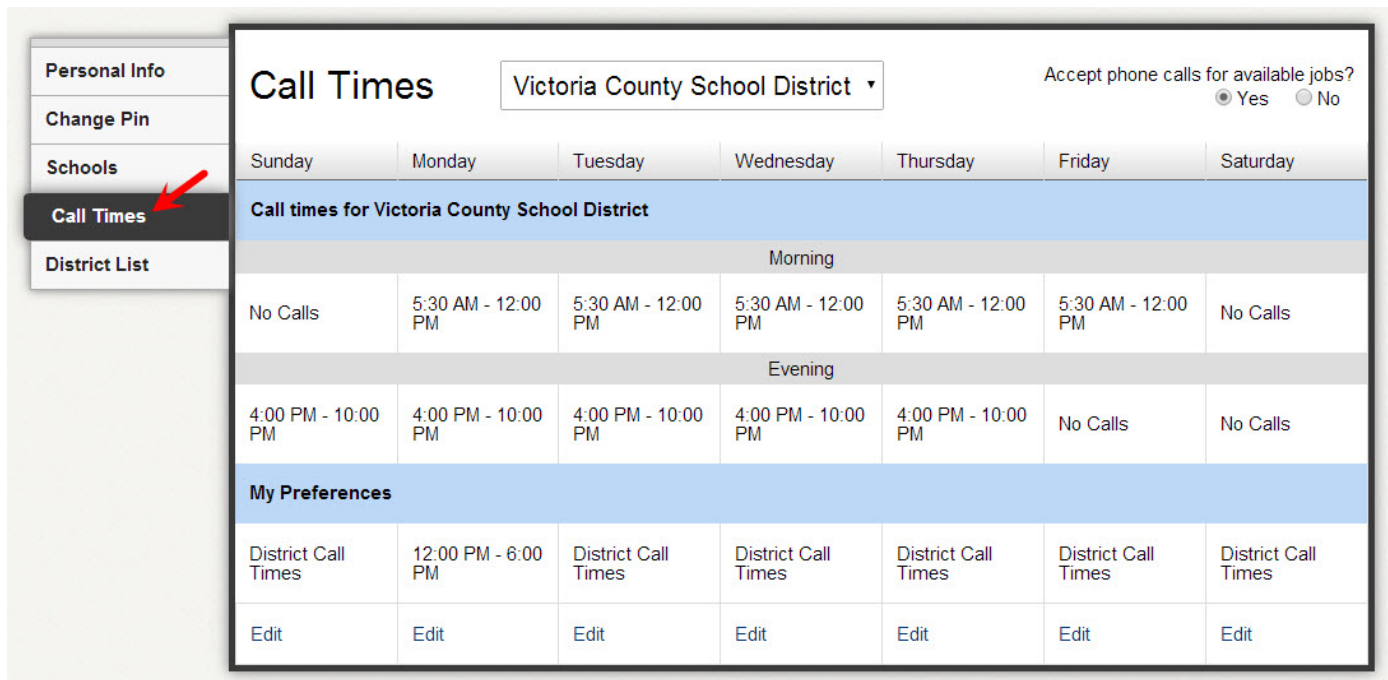 Personal Info
Change Pin
Schools
Call Times
District List
Call Times
Victoria County School District
Accept phone calls for available jobs?
Yes No
Sunday Monday Tuesday Wednesday Thursday Friday Saturday
Call times for Victoria County School District
Morning
No Calls 5:30 AM - 12:00 PM 5:30 AM - 12:00 PM 5:30 AM - 12:00 PM 5:30 AM - 12:00 PM 5:30 AM - 12:00 PM No Calls
Evening
4:00 PM - 10:00 PM 4:00 PM - 10:00 PM 4:00 PM - 10:00 PM 4:00 PM - 10:00 PM 4:00 PM - 10:00 PM No Calls No Calls
My Preferences
District Call Times 12:00 PM - 6:00 PM District Call Times District Call Times District Call Times District Call Times District Call Times
Edit Edit Edit Edit Edit Edit Edit